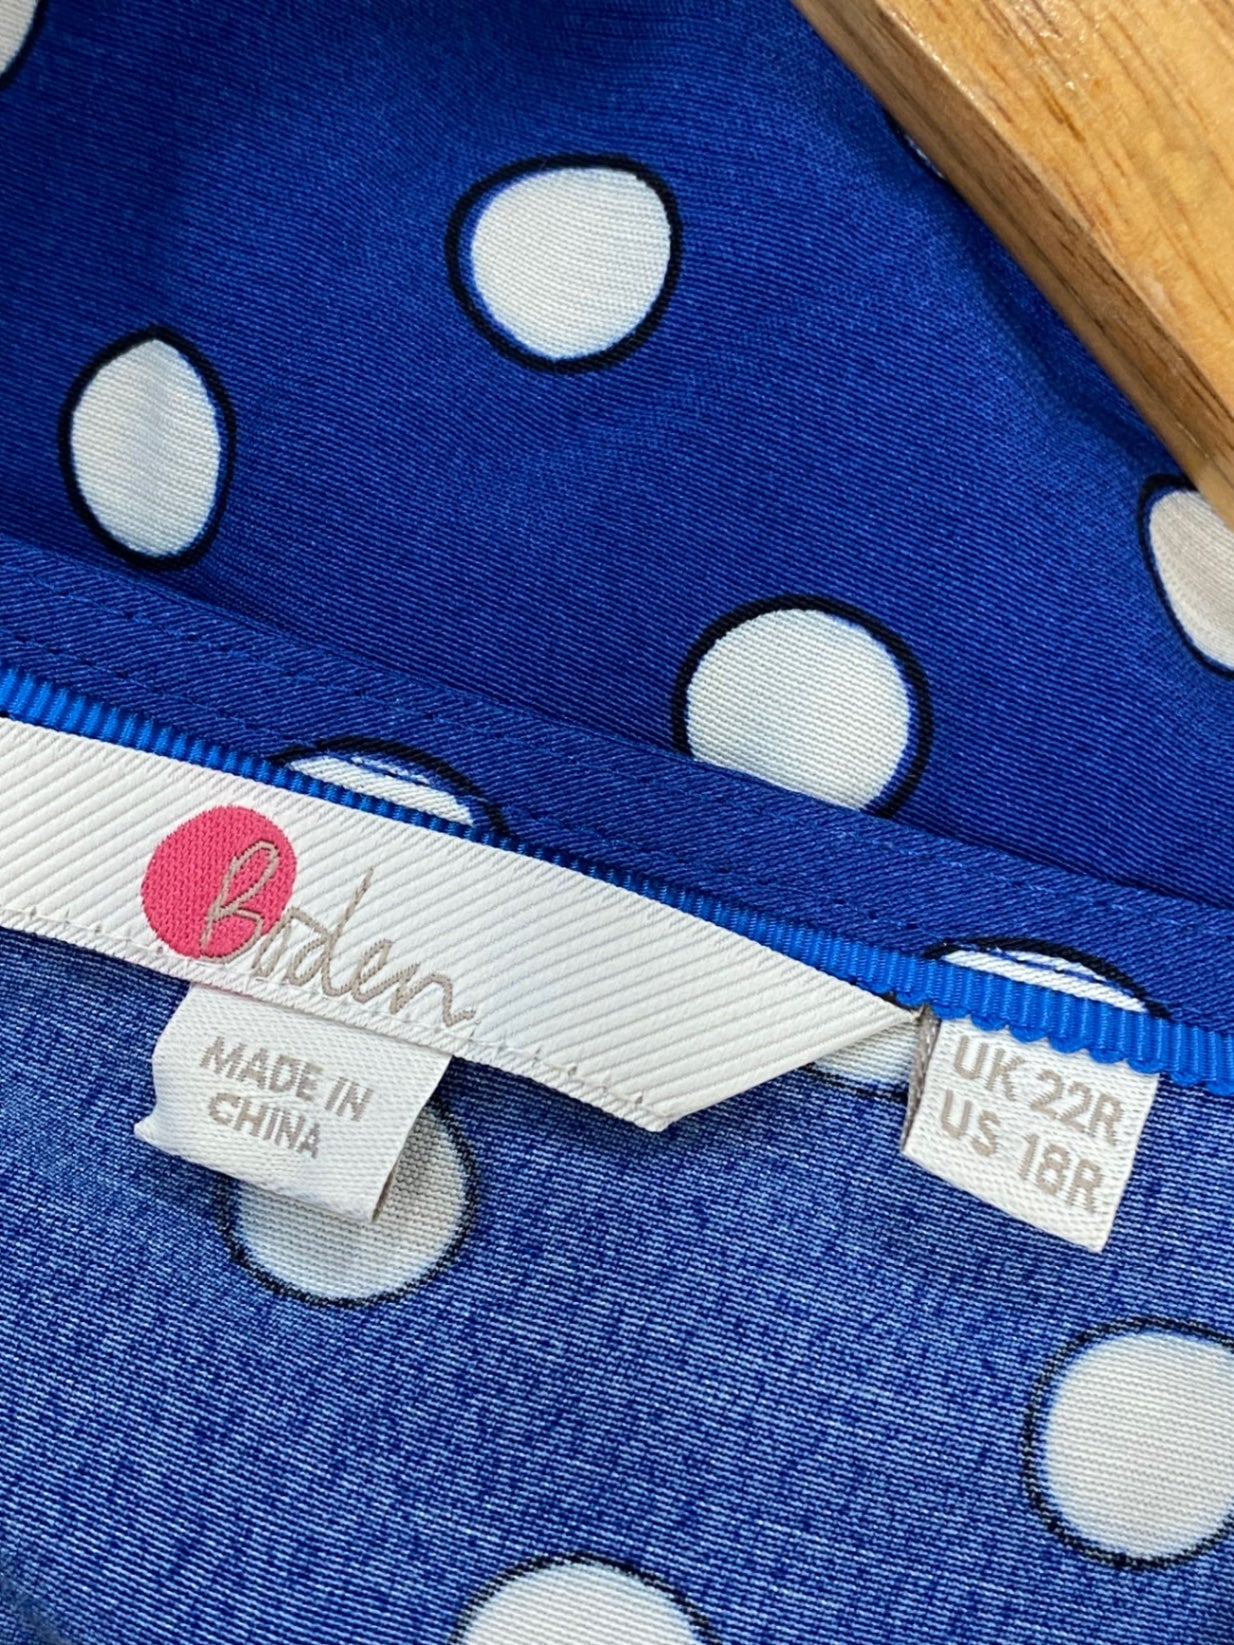 Boden
MADE IN
CHINA
UK 22R
US 18R